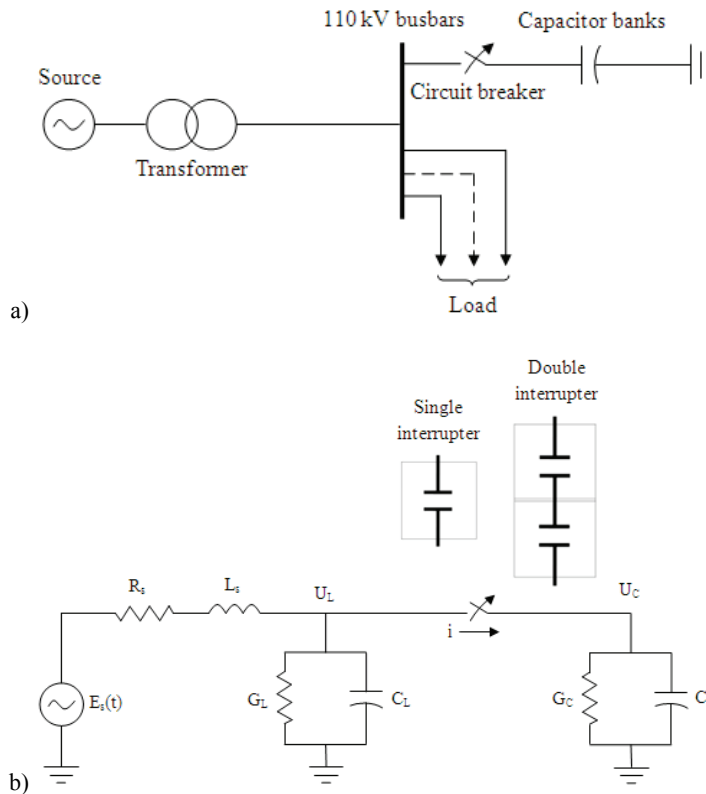 110 kV busbars
Capacitor banks
Source
Circuit breaker
Transformer
Load
a)
Double
interrupter
Single
interrupter
Rs
Ls
UL
UC
i
Es(t)
GL
CL
GC
C
b)